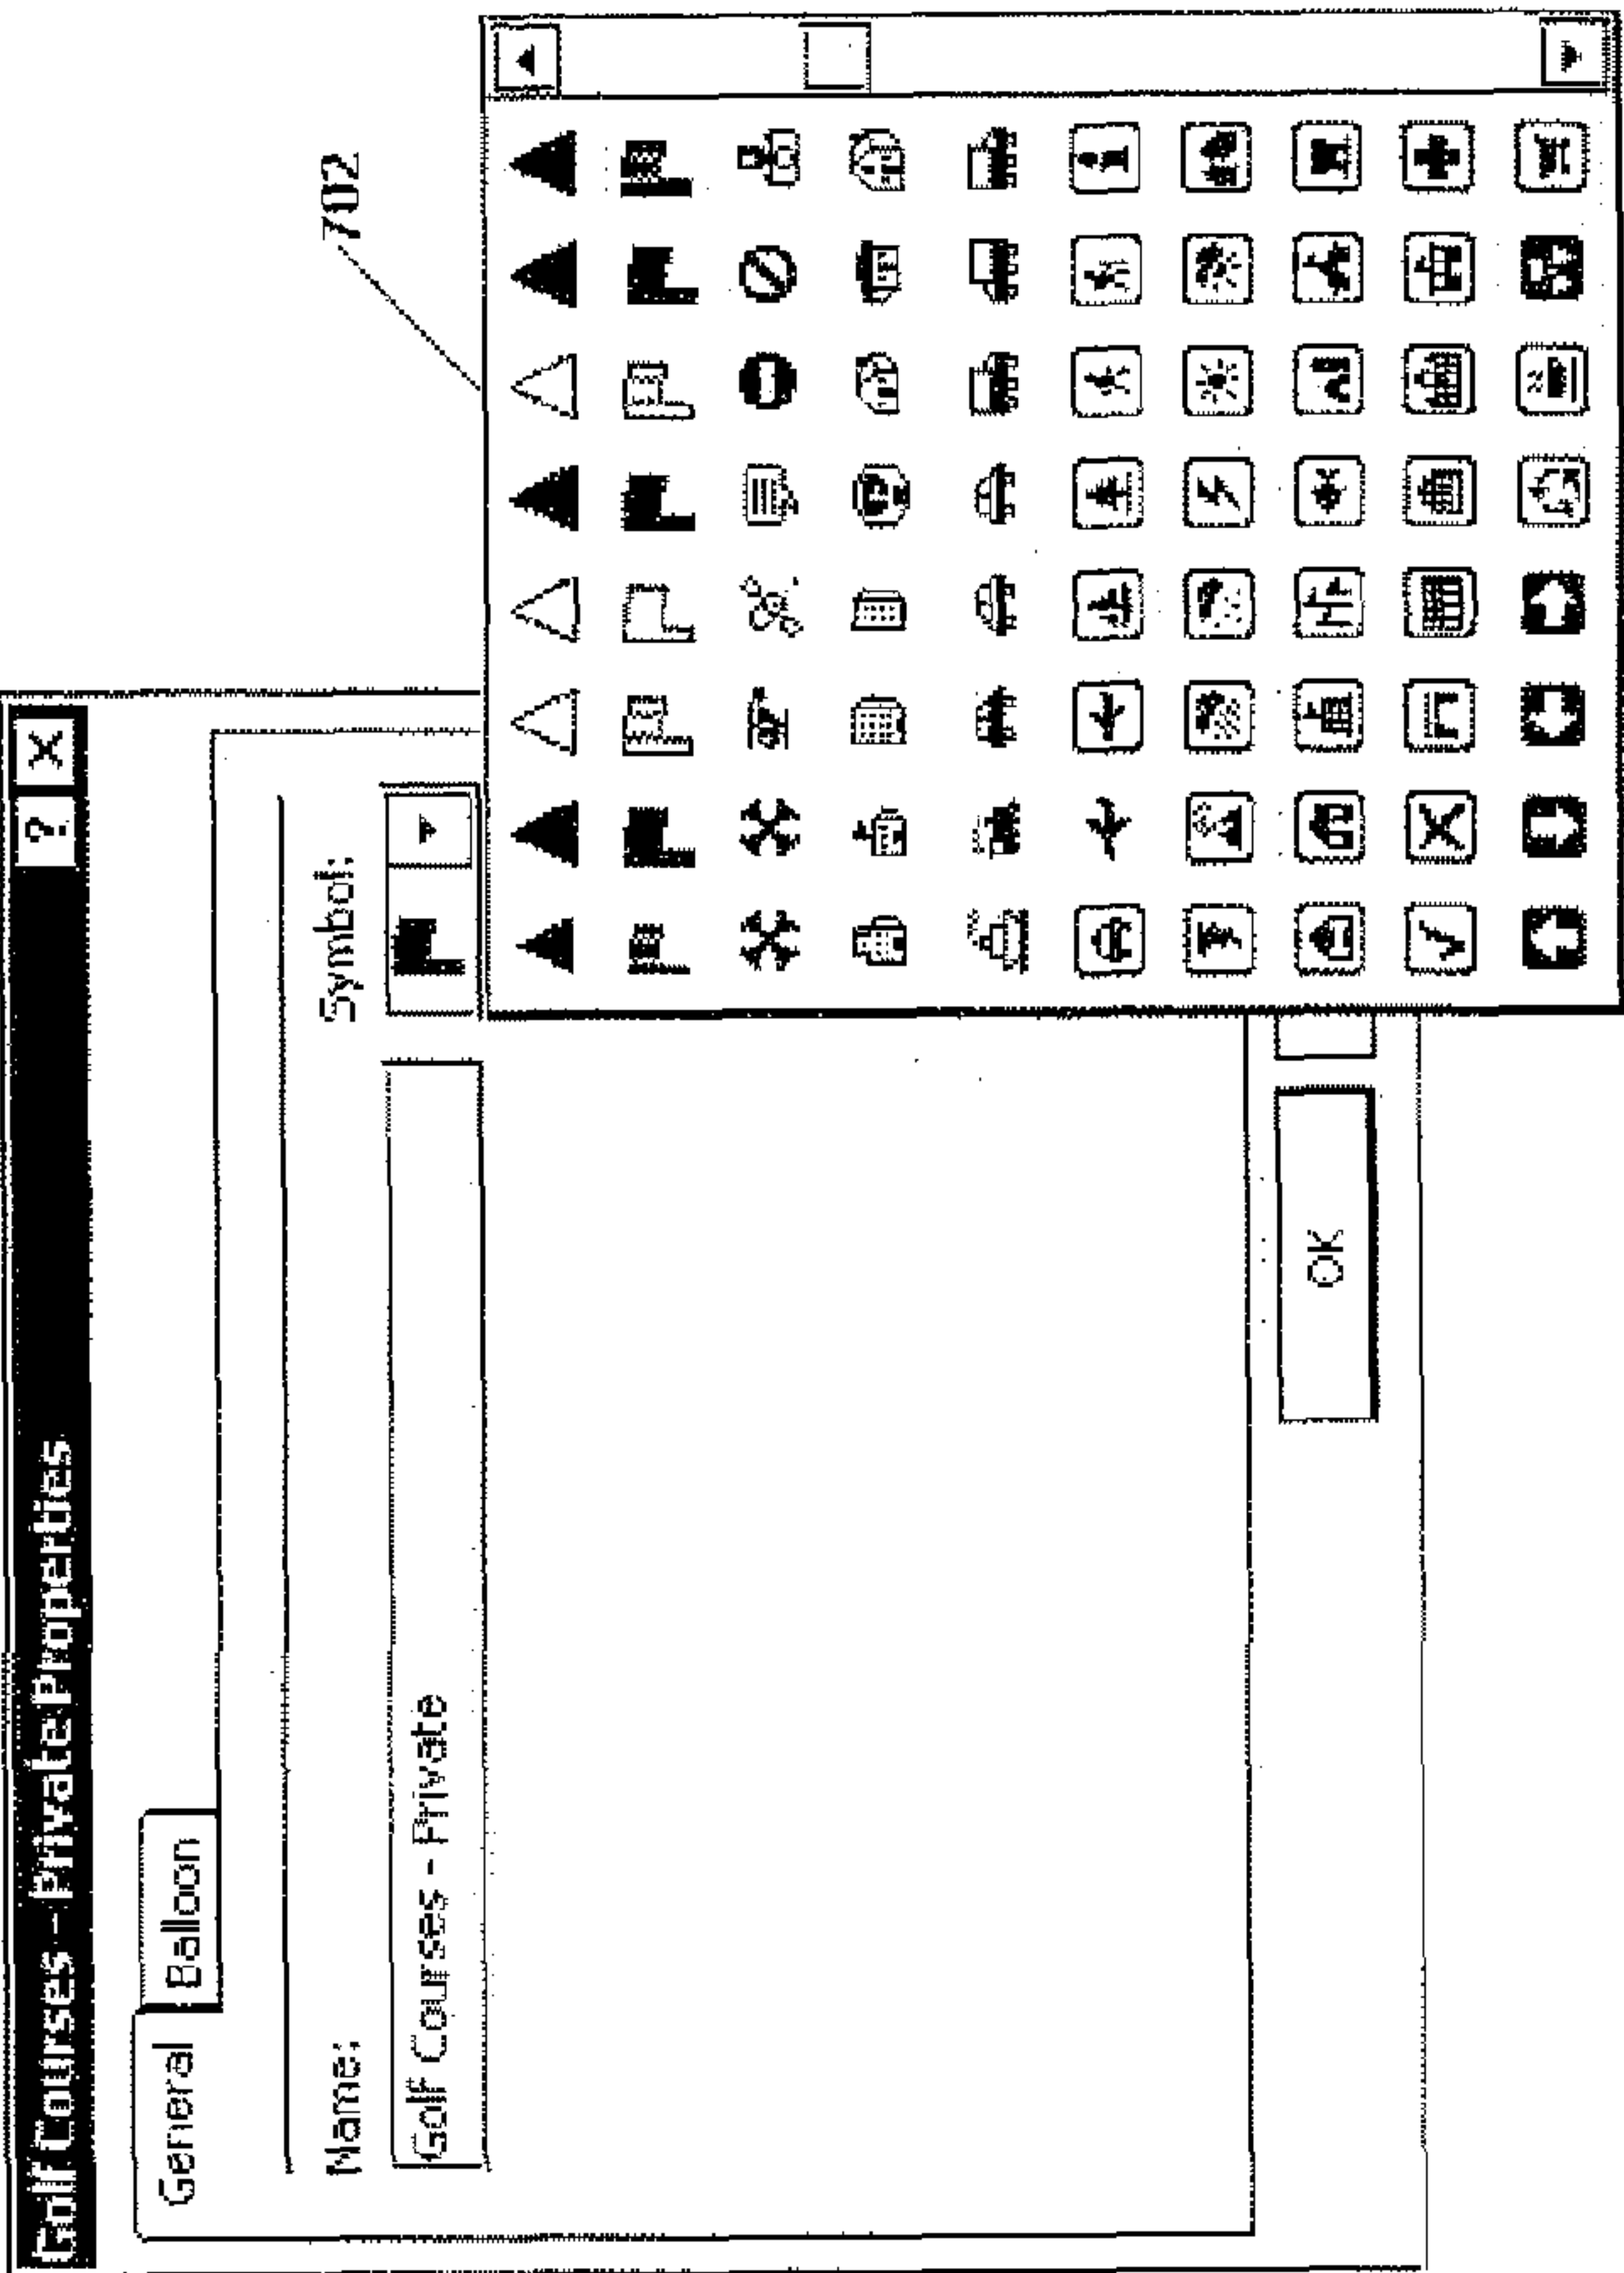 Golf Courses - Private Properties
?
X
General
Balloon
702
Name:
Symbol:
Golf Courses - Private
OK